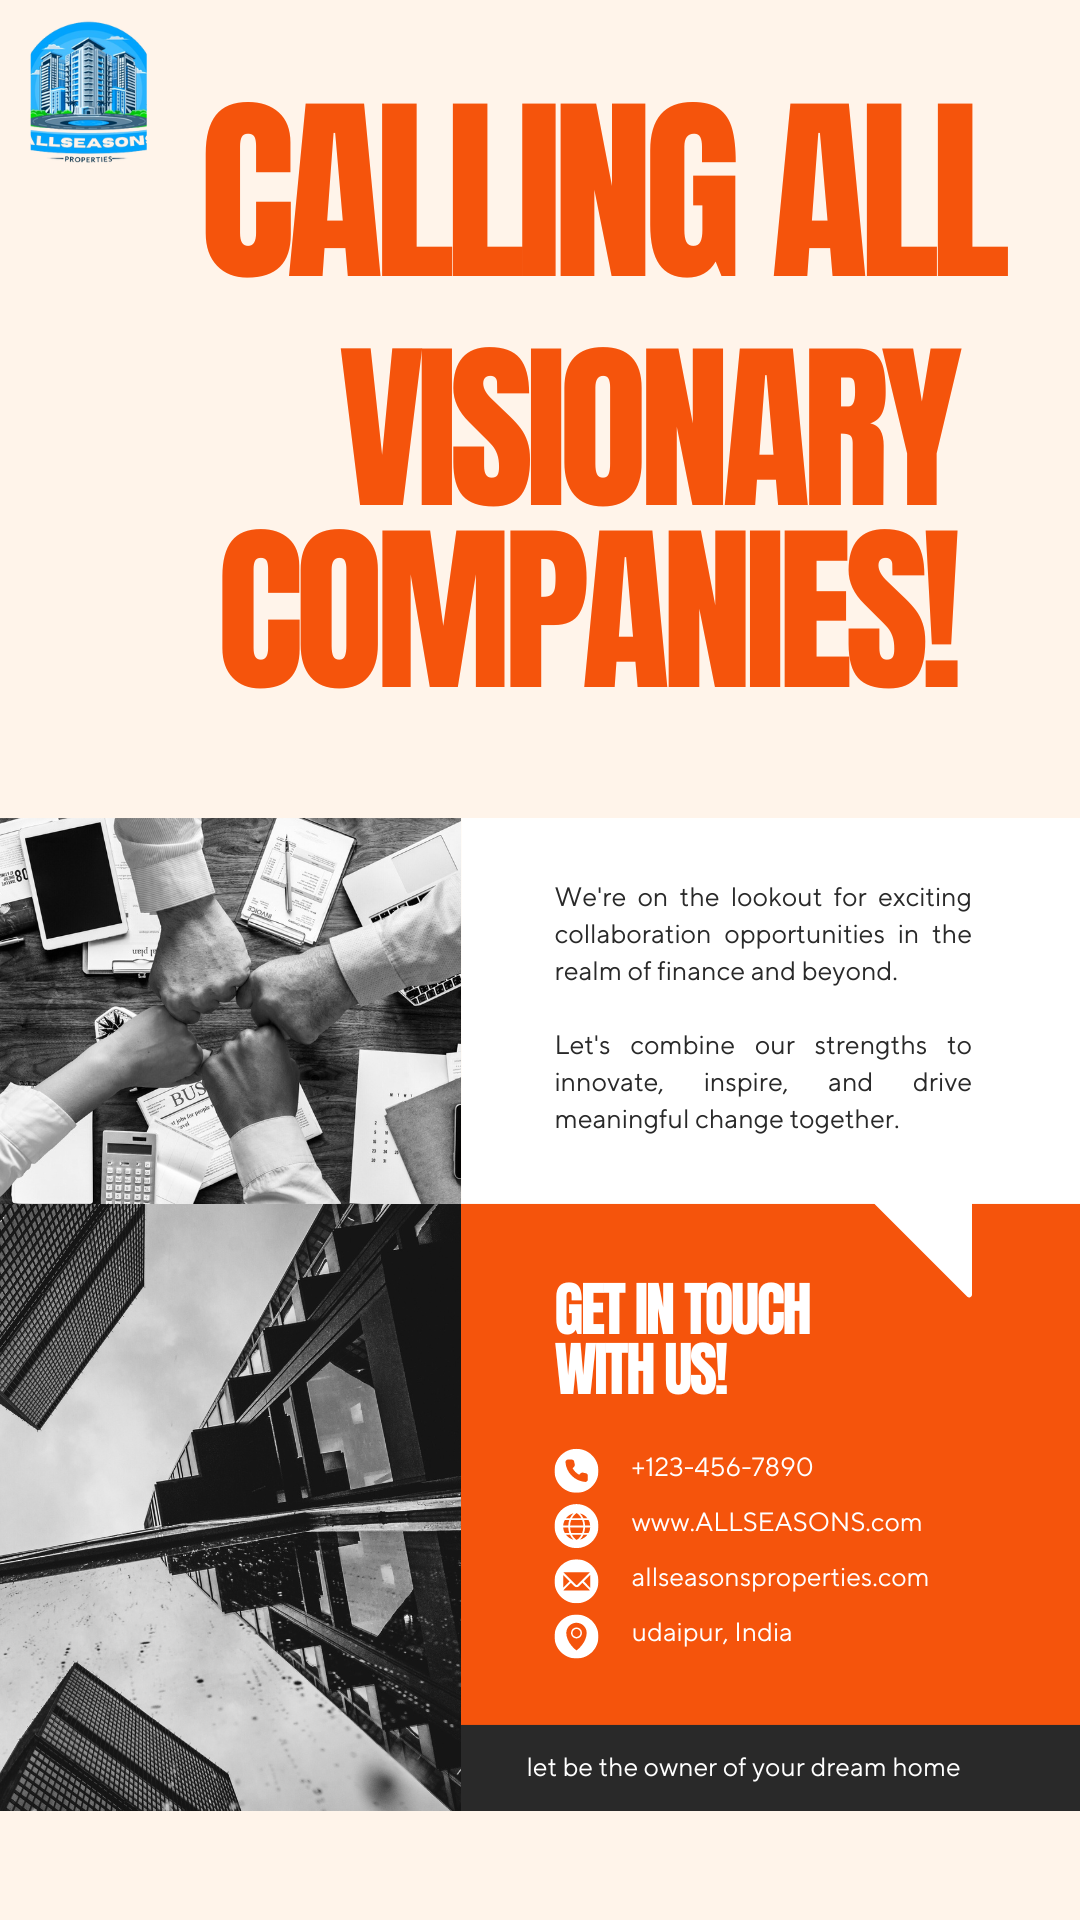 ALLSEASONS
PROPERTIES
CALLING ALL
VISIONARY
COMPANIES!
INVOICE
BUS
We're on the lookout for exciting
collaboration opportunities in the
realm of finance and beyond.
Let's combine our strengths to
innovate, inspire, and drive
meaningful change together.
GET IN TOUCH
WITH US!
+123-456-7890
www.ALLSEASONS.com
allseasonsproperties.com
udaipur, India
let be the owner of your dream home